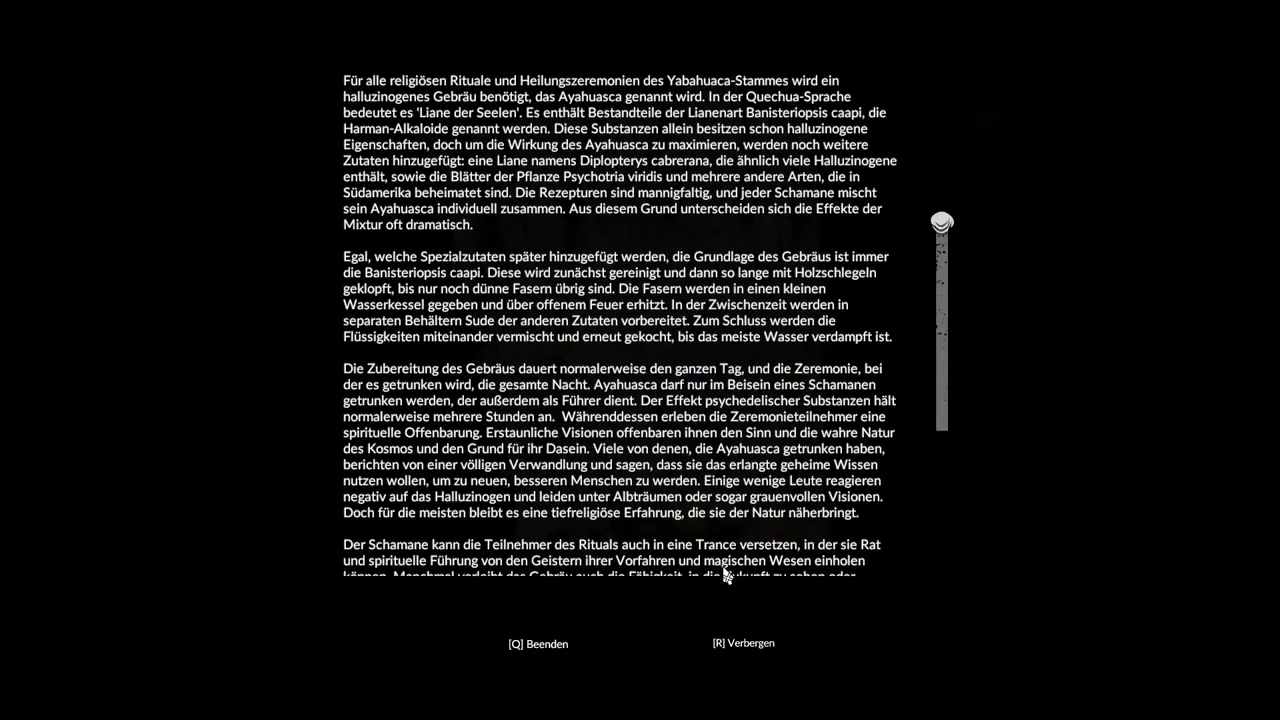 Für alle religiösen Rituale und Heilungszeremonien des Yabahuaca-Stammes wird ein
halluzinogenes Gebräu benötigt, das Ayahuasca genannt wird. In der Quechua-Sprache
bedeutet es 'Liane der Seelen'. Es enthält Bestandteile der Lianenart Banisteriopsis caapi, die
Harman-Alkaloide genannt werden. Diese Substanzen allein besitzen schon halluzinogene
Eigenschaften, doch um die Wirkung des Ayahuasca zu maximieren, werden noch weitere
Zutaten hinzugefügt: eine Liane namens Diplopterys cabrerana, die ähnlich viele Halluzinogene
enthält, sowie die Blätter der Pflanze Psychotria viridis und mehrere andere Arten, die in
Südamerika beheimatet sind. Die Rezepturen sind mannigfaltig, und jeder Schamane mischt
sein Ayahuasca individuell zusammen. Aus diesem Grund unterscheiden sich die Effekte der
Mixtur oft dramatisch.
Egal, welche Spezialzutaten später hinzugefügt werden, die Grundlage des Gebräus ist immer
die Banisteriopsis caapi. Diese wird zunächst gereinigt und dann so lange mit Holzschlegeln
geklopft, bis nur noch dünne Fasern übrig sind. Die Fasern werden in einen kleinen
Wasserkessel gegeben und über offenem Feuer erhitzt. In der Zwischenzeit werden in
separaten Behältern Sude der anderen Zutaten vorbereitet. Zum Schluss werden die
Flüssigkeiten miteinander vermischt und erneut gekocht, bis das meiste Wasser verdampft ist.
Die Zubereitung des Gebräus dauert normalerweise den ganzen Tag, und die Zeremonie, bei
der es getrunken wird, die gesamte Nacht. Ayahuasca darf nur im Beisein eines Schamanen
getrunken werden, der außerdem als Führer dient. Der Effekt psychedelischer Substanzen hält
normalerweise mehrere Stunden an. Währenddessen erleben die Zeremonieteilnehmer eine
spirituelle Offenbarung. Erstaunliche Visionen offenbaren ihnen den Sinn und die wahre Natur
des Kosmos und den Grund für ihr Dasein. Viele von denen, die Ayahuasca getrunken haben,
berichten von einer völligen Verwandlung und sagen, dass sie das erlangte geheime Wissen
nutzen wollen, um zu neuen, besseren Menschen zu werden. Einige wenige Leute reagieren
negativ auf das Halluzinogen und leiden unter Albträumen oder sogar grauenvollen Visionen.
Doch für die meisten bleibt es eine tiefreligiöse Erfahrung, die sie der Natur näherbringt.
Der Schamane kann die Teilnehmer des Rituals auch in eine Trance versetzen, in der sie Rat
und spirituelle Führung von den Geistern ihrer Vorfahren und magischen Wesen einholen
können. Manchmal verleiht das Gebräu auch die Fähigkeit, in die Zukunft zu sehen oder
[Q] Beenden
[R] Verbergen